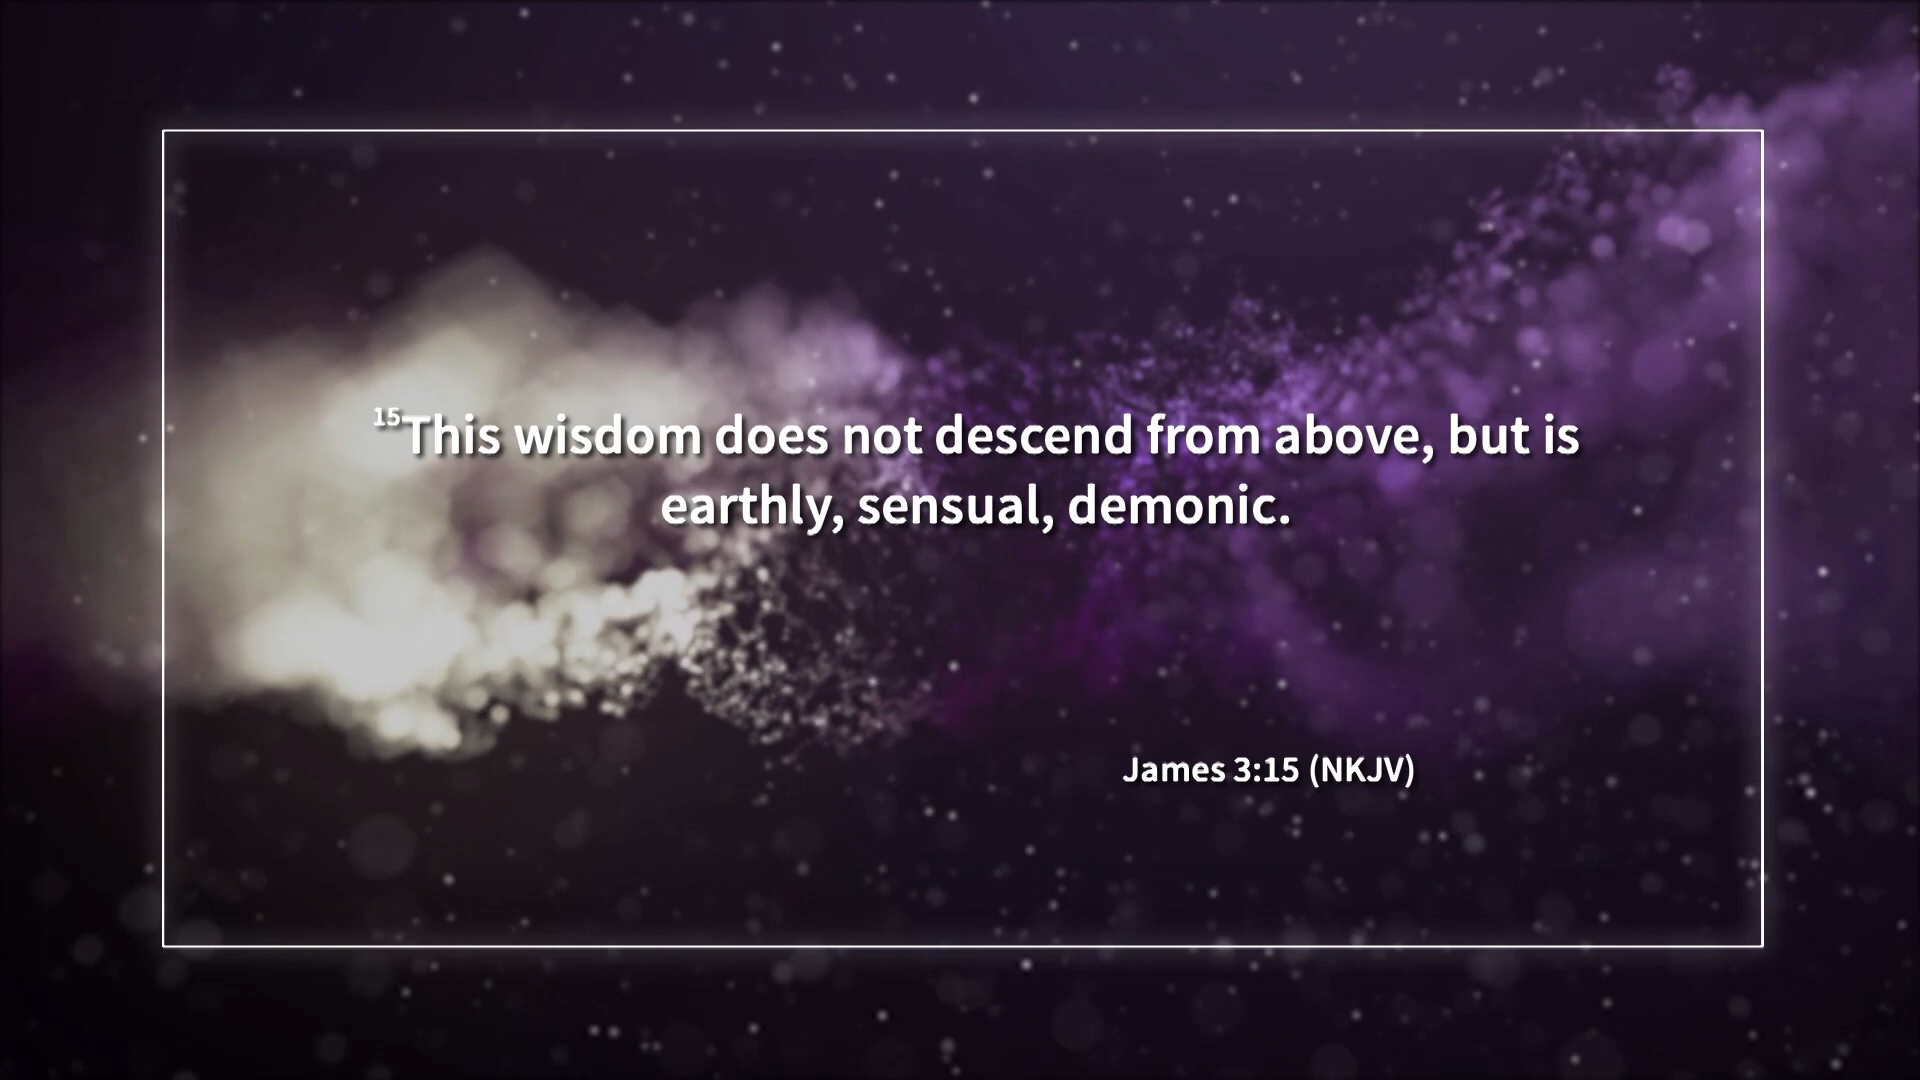 15This wisdom does not descend from above, but is
earthly, sensual, demonic.
James 3:15 (NKJV)